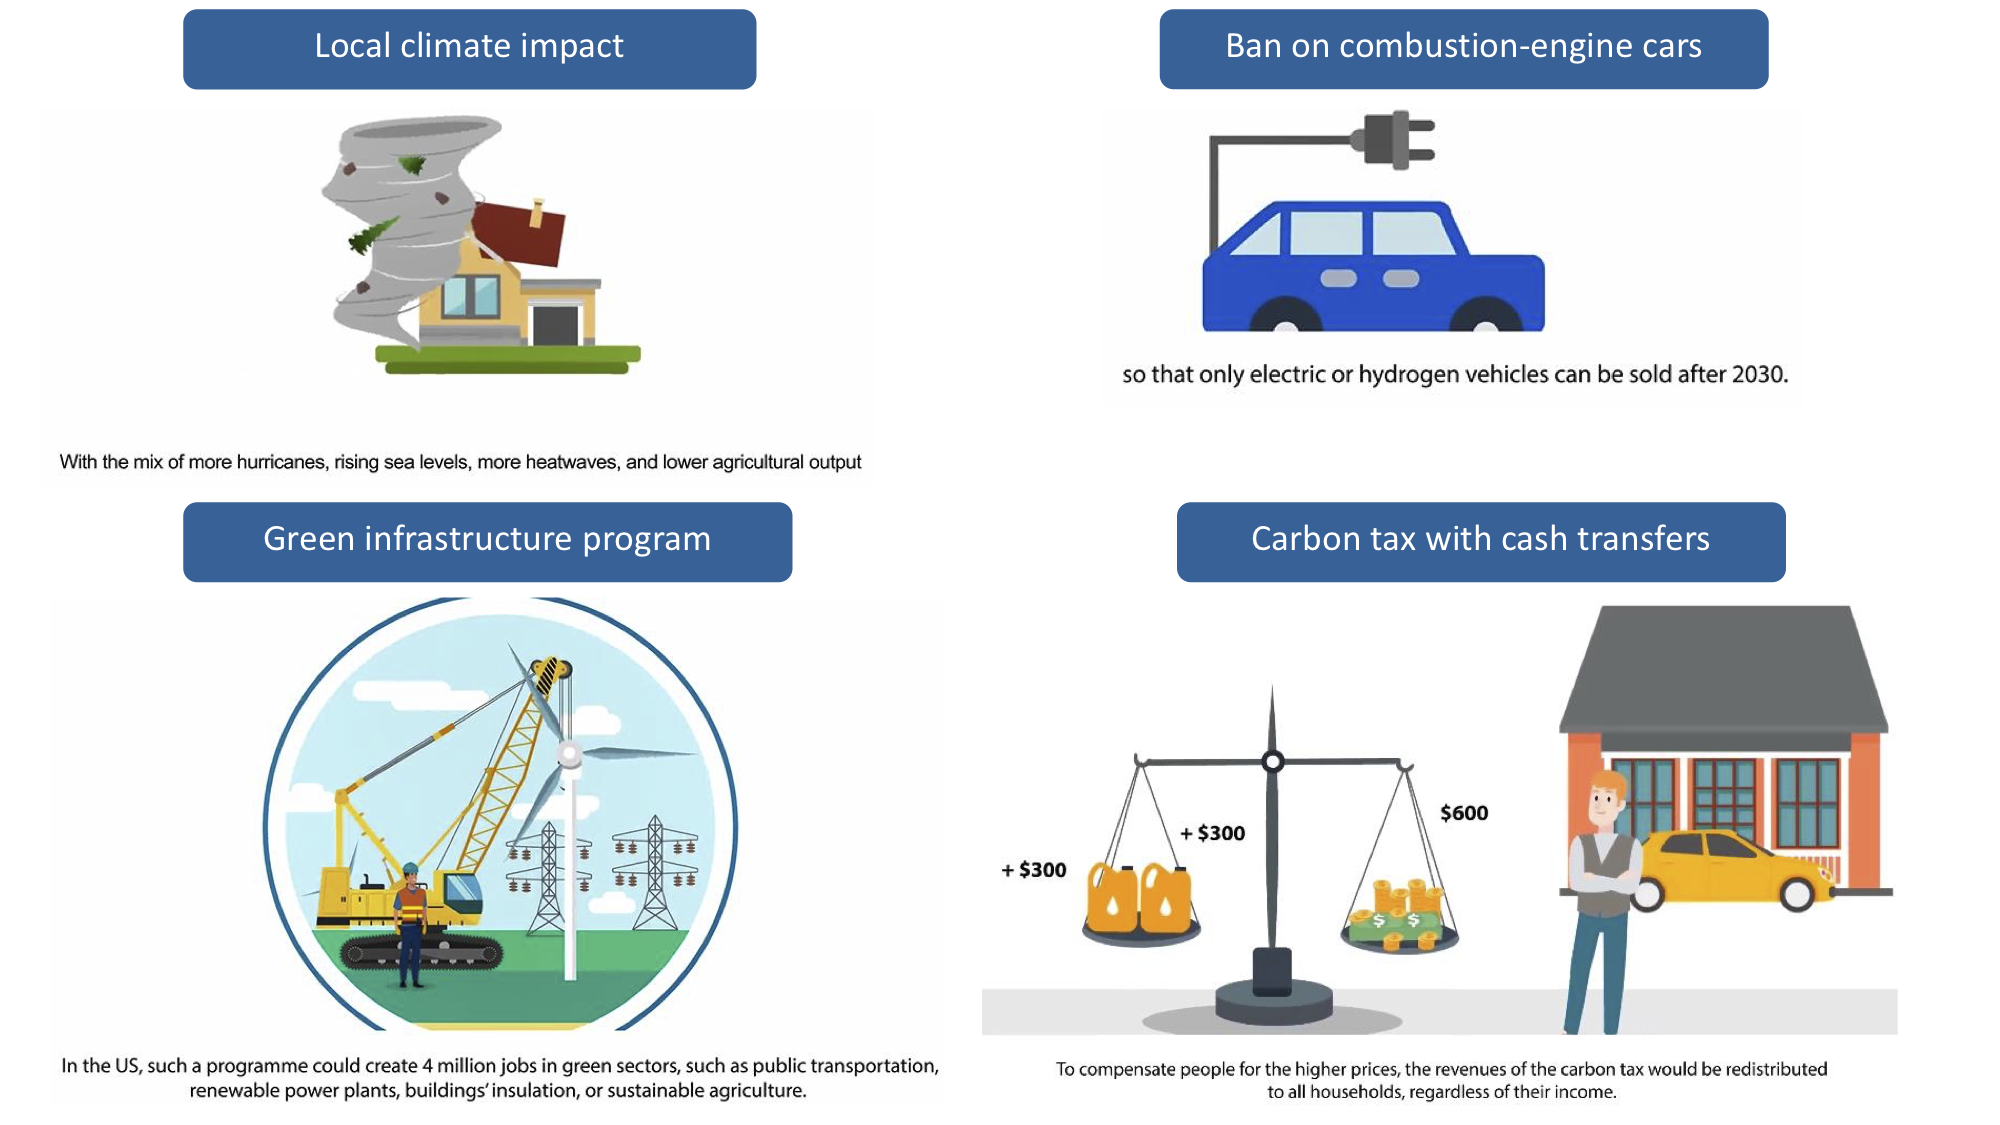 Local climate impact
With the mix of more hurricanes, rising sea levels, more heatwaves, and lower agricultural output
Ban on combustion-engine cars
so that only electric or hydrogen vehicles can be sold after 2030.
Green infrastructure program
In the US, such a programme could create 4 million jobs in green sectors, such as public transportation,
renewable power plants, buildings' insulation, or sustainable agriculture.
Carbon tax with cash transfers
$600
+ $300
+ $300
$ $
To compensate people for the higher prices, the revenues of the carbon tax would be redistributed
to all households, regardless of their income.